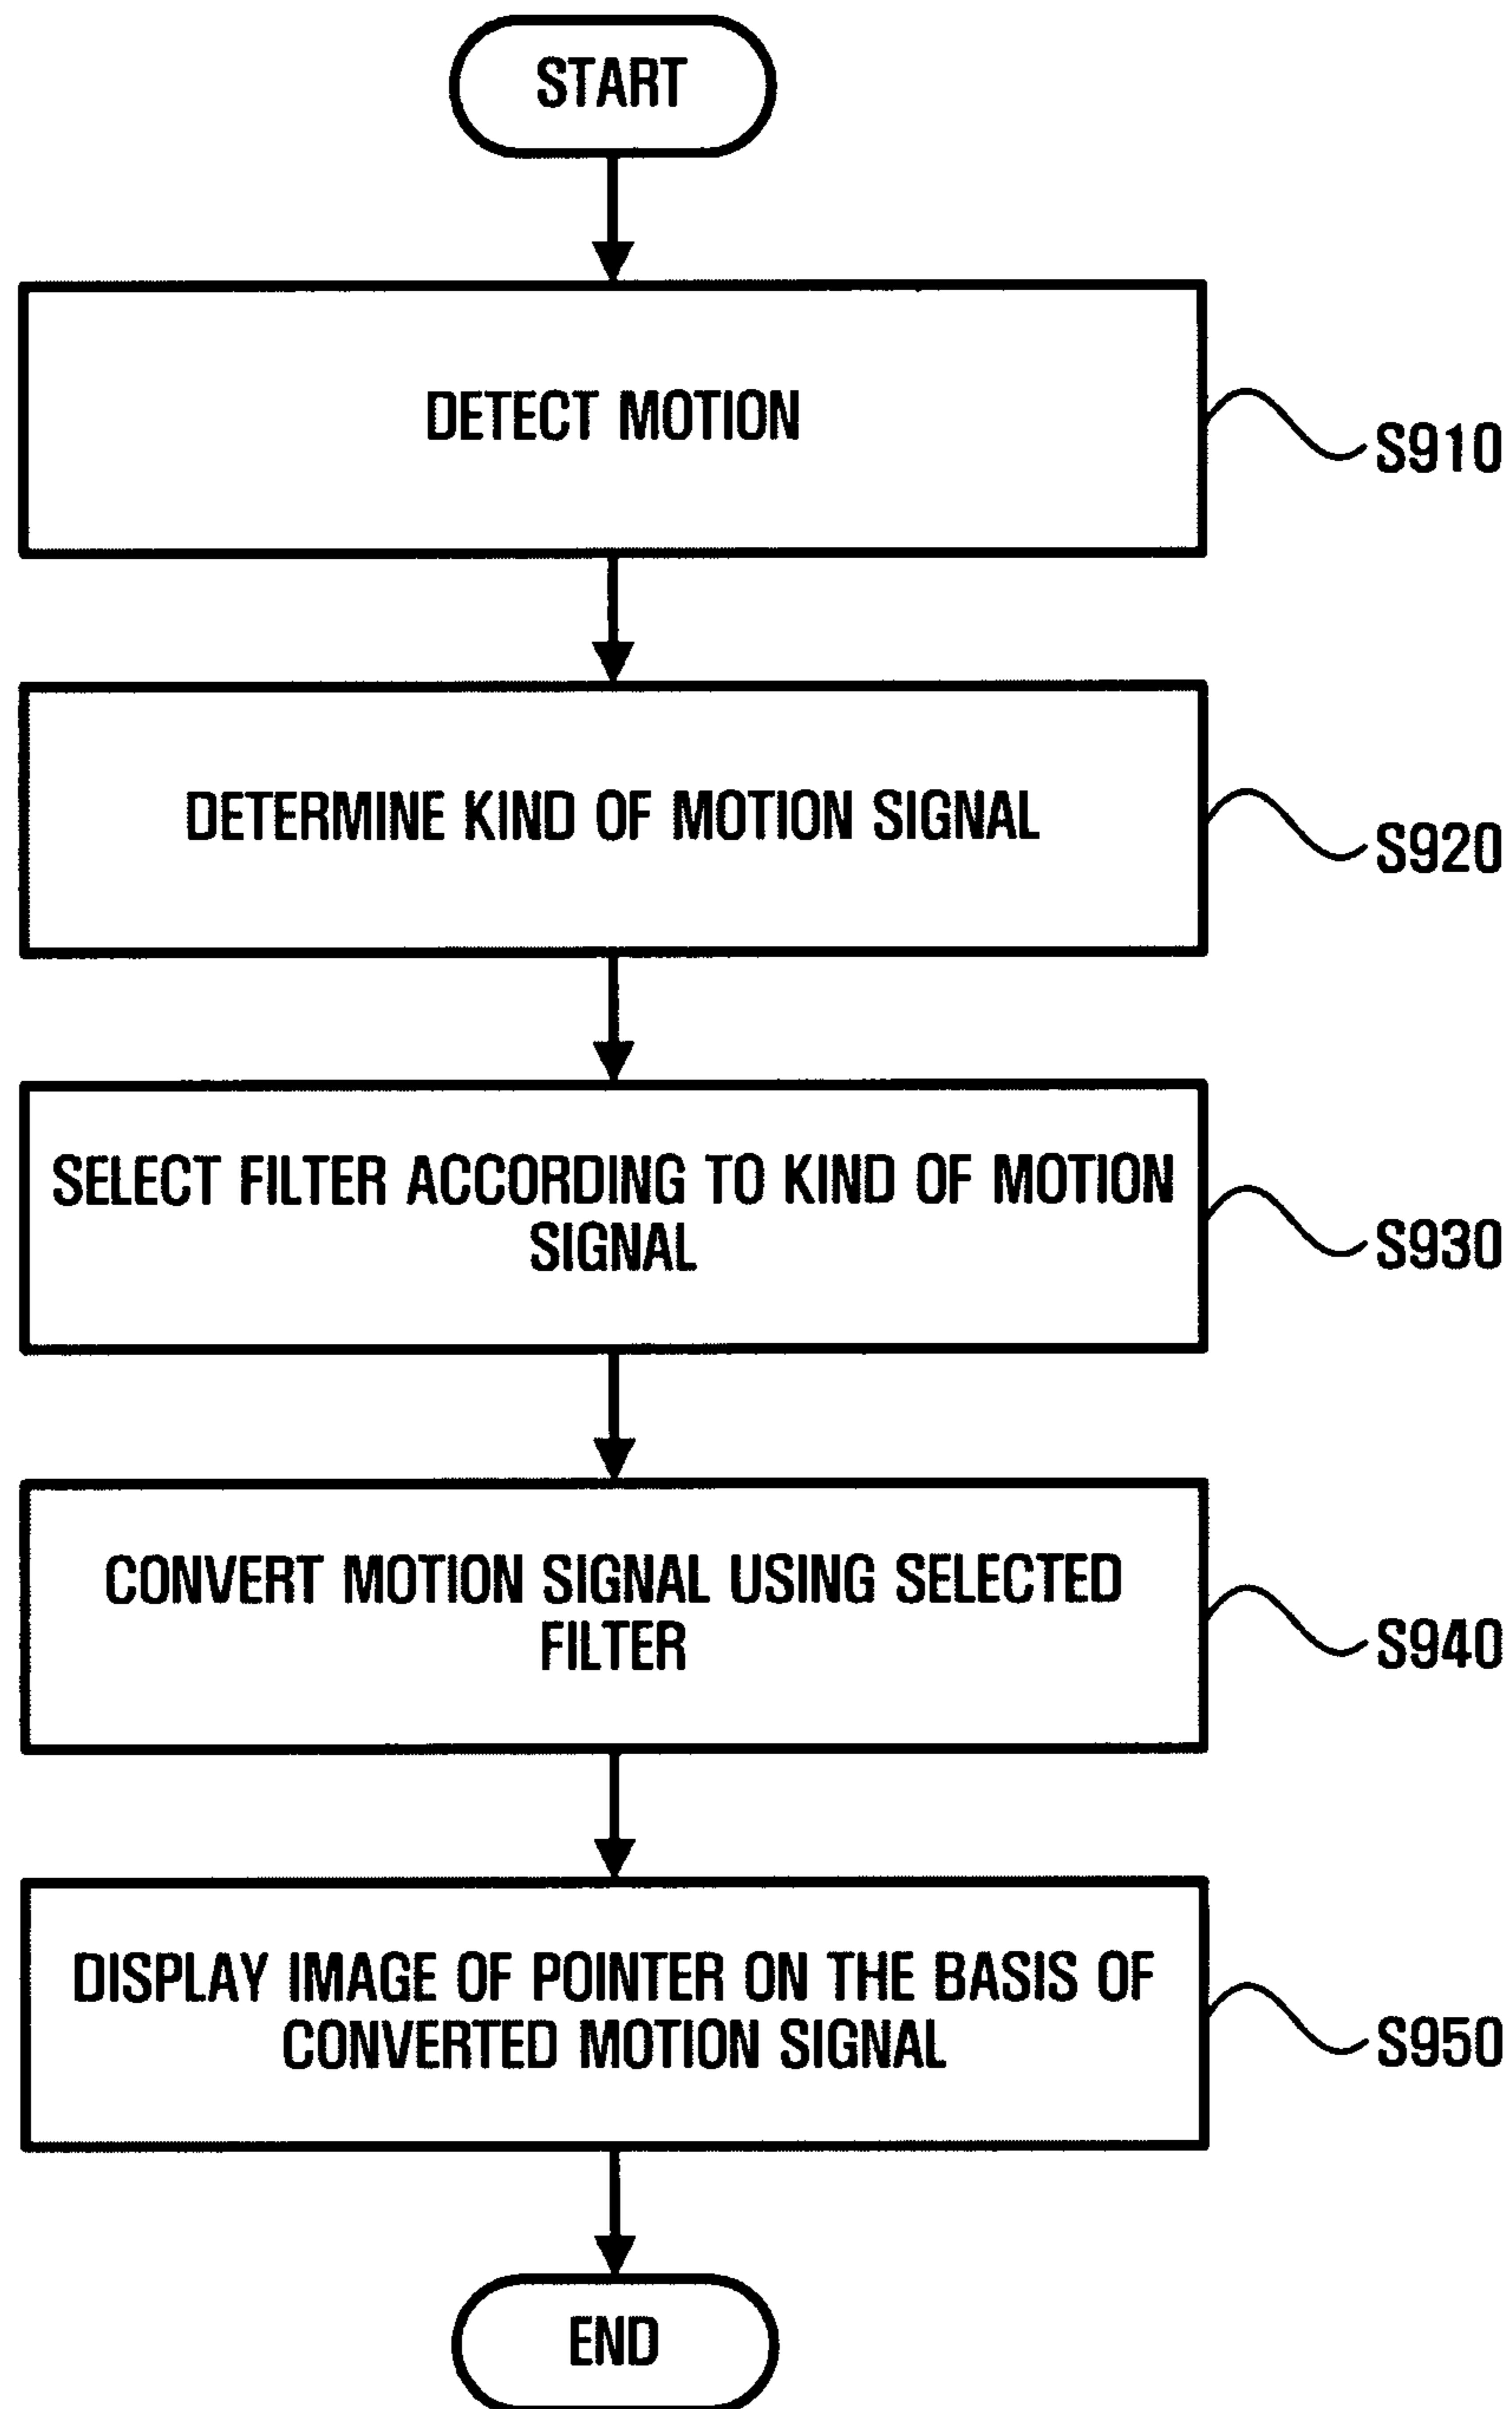 START
DETECT MOTION
S910
DETERMINE KIND OF MOTION SIGNAL
S920
SELECT FILTER ACCORDING TO KIND OF MOTION
SIGNAL
S930
CONVERT MOTION SIGNAL USING SELECTED
FILTER
S940
DISPLAY IMAGE OF POINTER ON THE BASIS OF
CONVERTED MOTION SIGNAL
S950
END